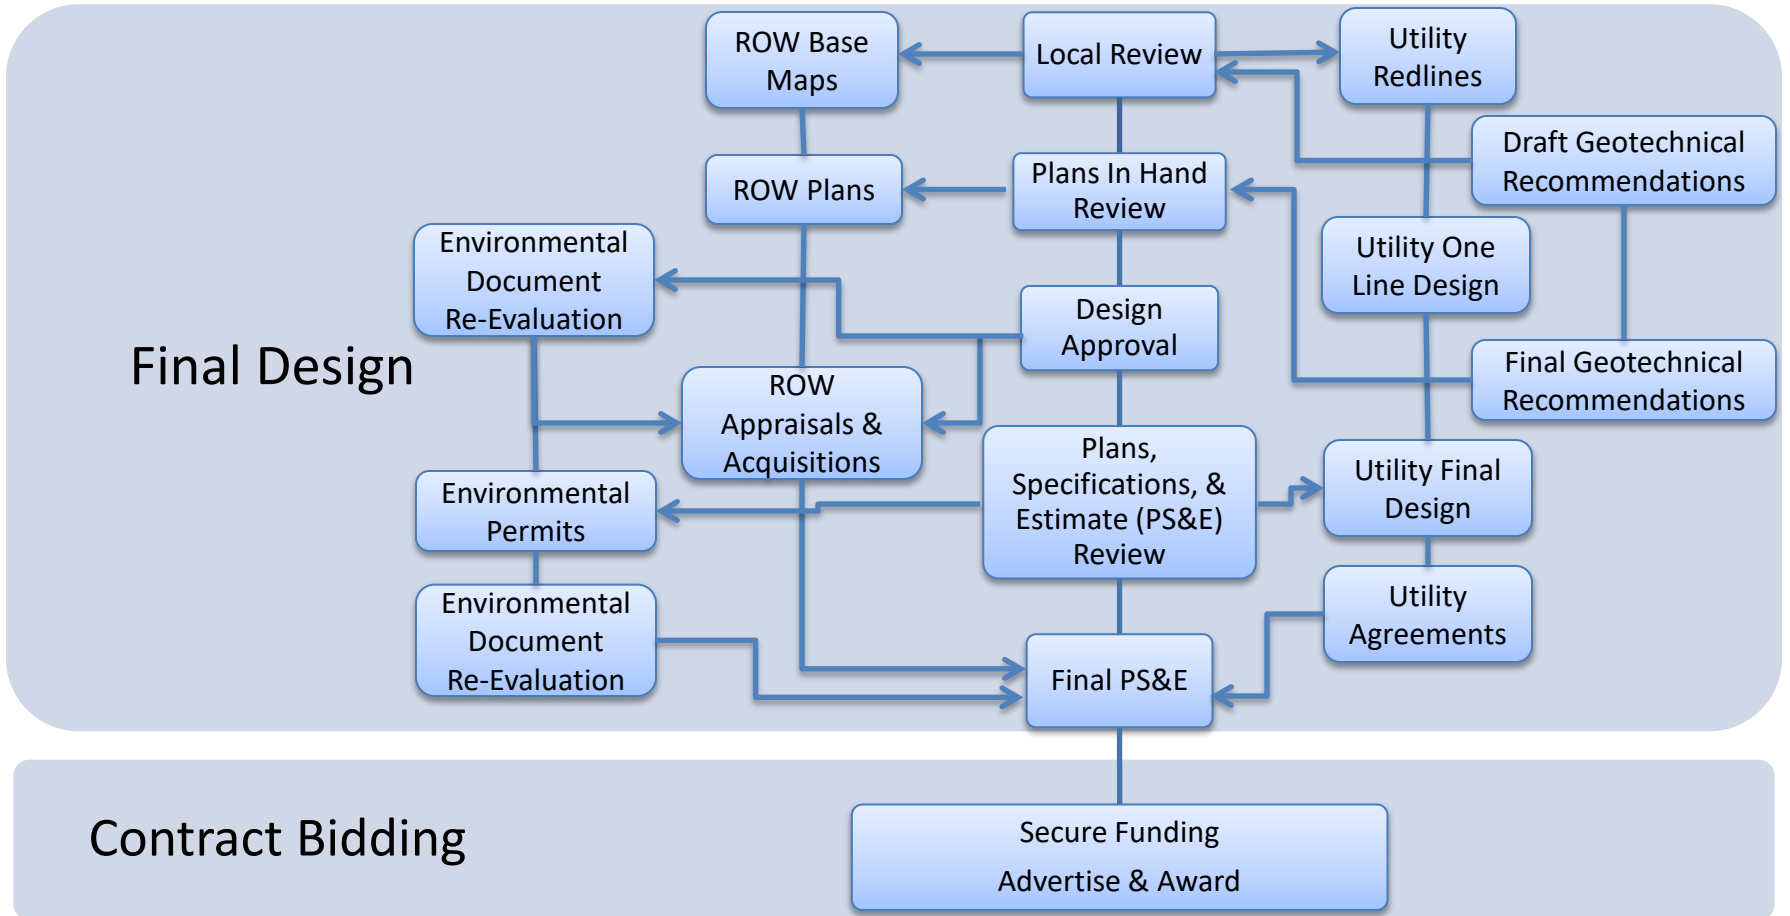 ROW Base
Maps
Local Review
Utility
Redlines
Draft Geotechnical
Recommendations
ROW Plans
Plans In Hand
Review
Environmental
Document
Re-Evaluation
Utility One
Line Design
Design
Approval
Final Design
ROW
Appraisals &
Acquisitions
Final Geotechnical
Recommendations
Plans,
Specifications, &
Estimate (PS&E)
Review
Utility Final
Design
Environmental
Permits
Environmental
Document
Re-Evaluation
Utility
Agreements
Final PS&E
Contract Bidding
Secure Funding
Advertise & Award